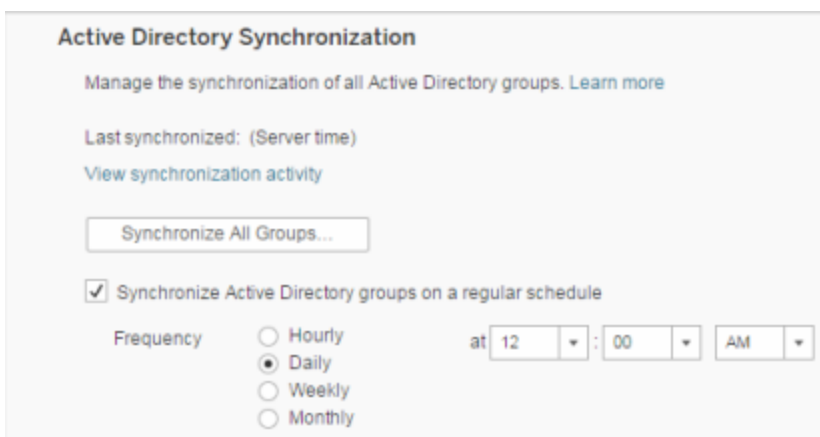 Active Directory Synchronization
Manage the synchronization of all Active Directory groups. Learn more
Last synchronized: (Server time)
View synchronization activity
Synchronize All Groups...
Synchronize Active Directory groups on a regular schedule
Frequency Hourly at 12 : 00 AM
Daily
Weekly
Monthly